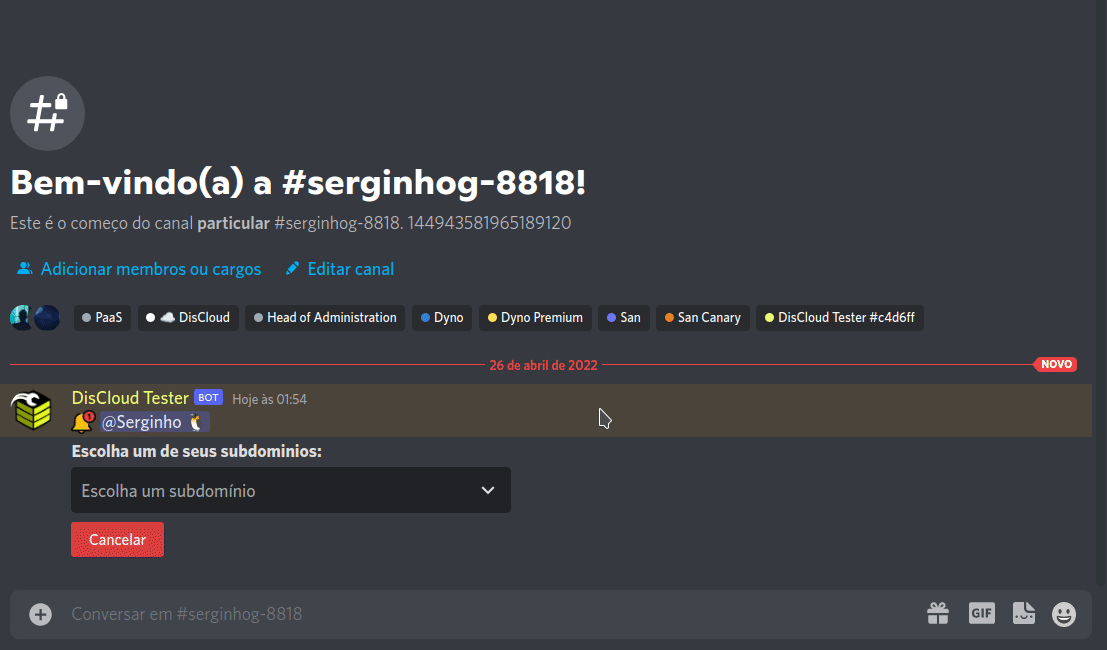 Bem-vindo(a) a #serginhog-8818!
Este é o começo do canal particular #serginhog-8818. 144943581965189120
Adicionar membros ou cargos Editar canal
PaaS DisCloud Head of Administration Dyno Dyno Premium San San Canary DisCloud Tester #c4d6ff
26 de abril de 2022 NOVO
DisCloud Tester BOT Hoje às 01:54
1 @Serginho
Escolha um de seus subdominios:
Escolha um subdomínio
Cancelar
Conversar em #serginhog-8818 GIF